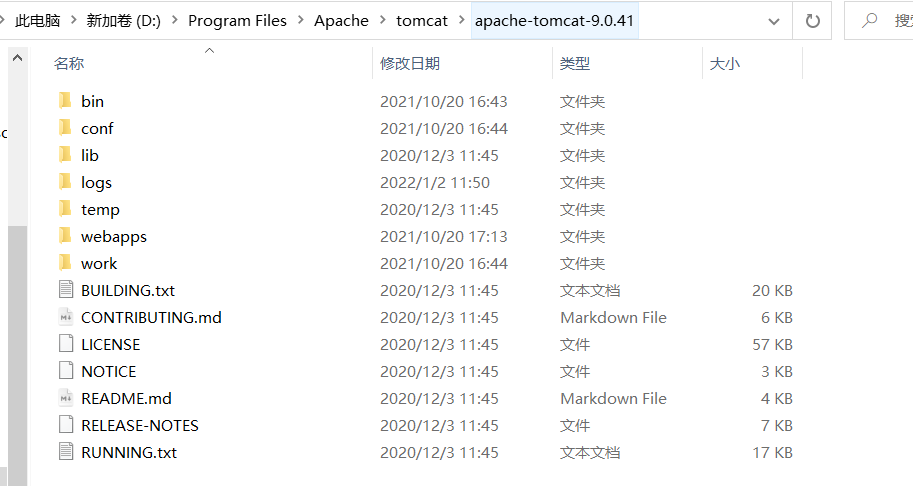 此电脑 > 新加卷 (D:) > Program Files > Apache > tomcat > apache-tomcat-9.0.41
名称 修改日期 类型 大小
bin 2021/10/20 16:43 文件夹
conf 2021/10/20 16:44 文件夹
lib 2020/12/3 11:45 文件夹
logs 2022/1/2 11:50 文件夹
temp 2020/12/3 11:45 文件夹
webapps 2021/10/20 17:13 文件夹
work 2021/10/20 16:44 文件夹
BUILDING.txt 2020/12/3 11:45 文本文档 20 KB
CONTRIBUTING.md 2020/12/3 11:45 Markdown File 6 KB
LICENSE 2020/12/3 11:45 文件 57 KB
NOTICE 2020/12/3 11:45 文件 3 KB
README.md 2020/12/3 11:45 Markdown File 4 KB
RELEASE-NOTES 2020/12/3 11:45 文件 7 KB
RUNNING.txt 2020/12/3 11:45 文本文档 17 KB